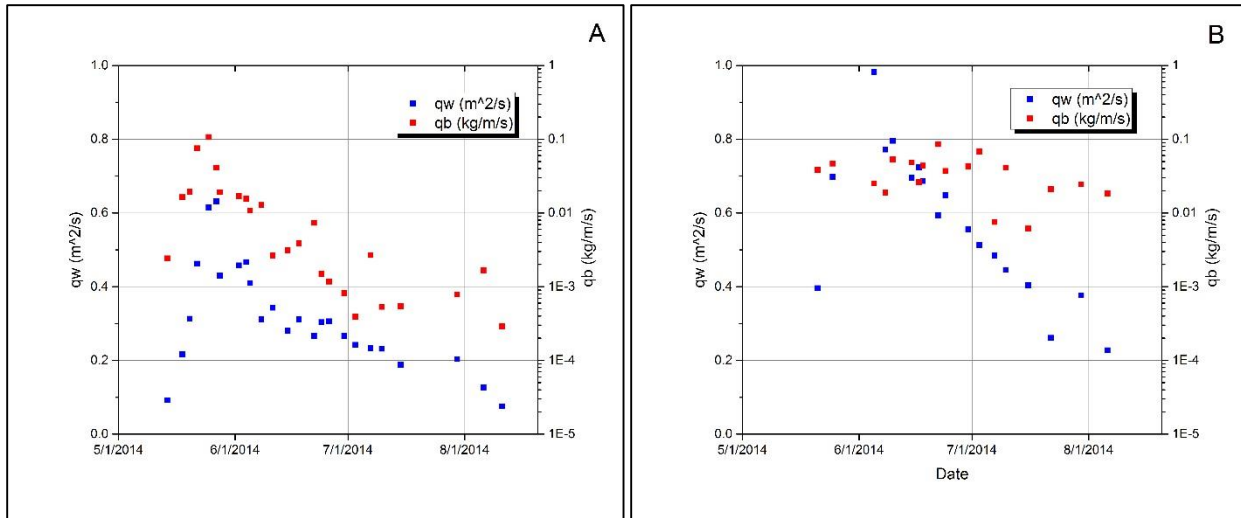 A
1.0
0.8
0.6
0.4
0.2
0.0
qw (m^2/s)
qw (m^2/s)
qb (kg/m/s)
1
0.1
0.01
1E-3
1E-4
1E-5
qb (kg/m/s)
5/1/2014 6/1/2014 7/1/2014 8/1/2014
B
1.0
0.8
0.6
0.4
0.2
0.0
qw (m^2/s)
qw (m^2/s)
qb (kg/m/s)
1
0.1
0.01
1E-3
1E-4
1E-5
qb (kg/m/s)
5/1/2014 6/1/2014 7/1/2014 8/1/2014
Date